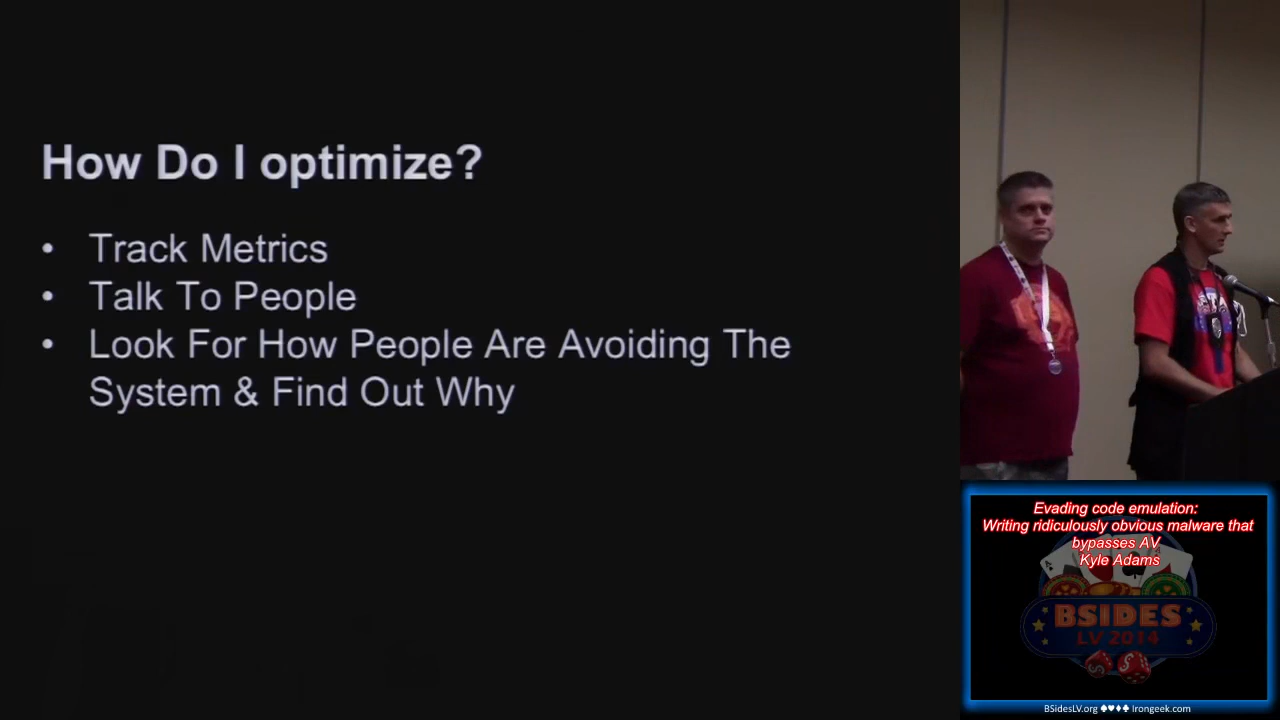 How Do I optimize?
• Track Metrics
• Talk To People
• Look For How People Are Avoiding The
System & Find Out Why
Evading code emulation:
Writing ridiculously obvious malware that
bypasses AV
Kyle Adams
BSIDES
LV 2014
BSidesLV.org ♠♥♦♣ Irongeek.com